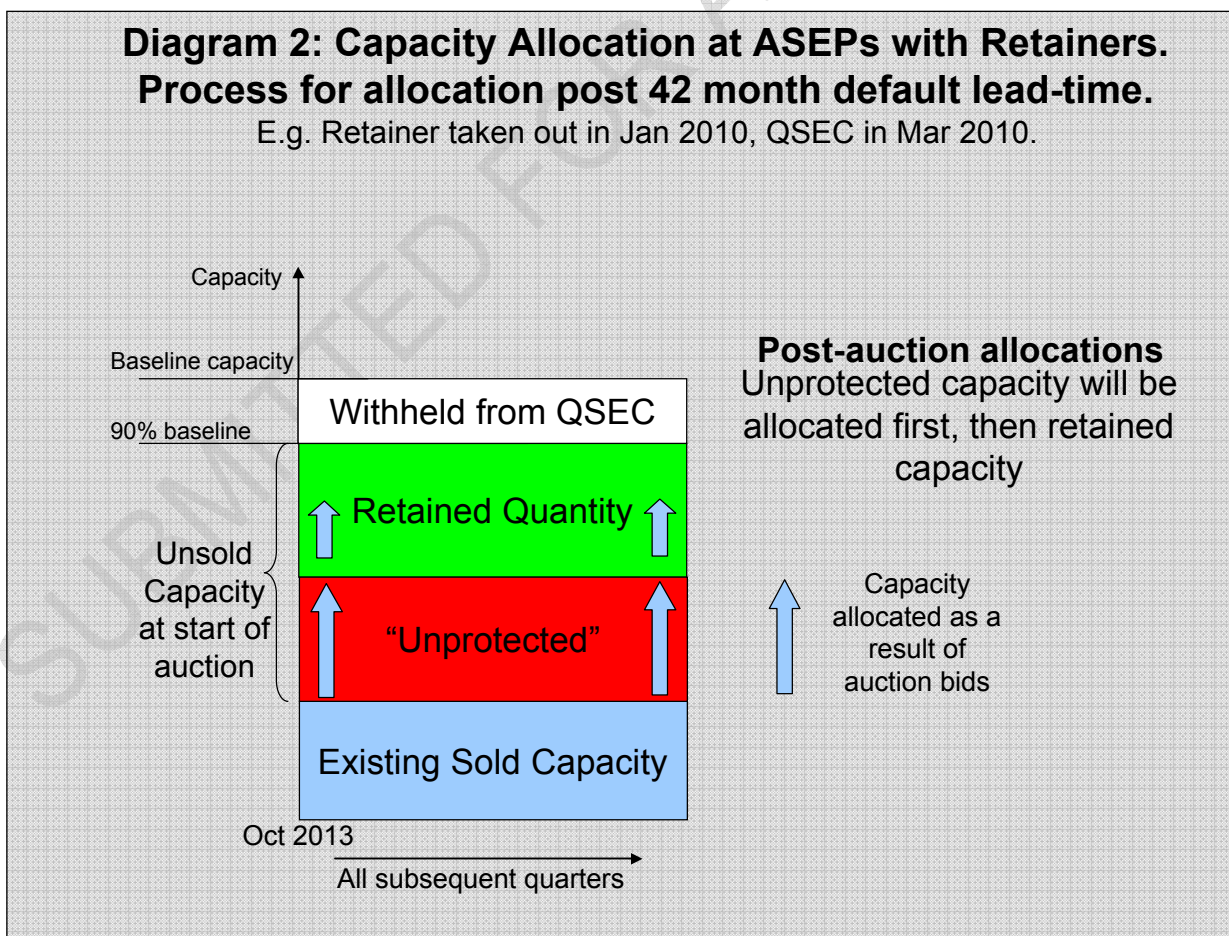 Diagram 2: Capacity Allocation at ASEPs with Retainers.
Process for allocation post 42 month default lead-time.
E.g. Retainer taken out in Jan 2010, QSEC in Mar 2010.
Capacity
Baseline capacity
90% baseline
Withheld from QSEC
Retained Quantity
“Unprotected”
Existing Sold Capacity
Unsold
Capacity
at start of
auction
Oct 2013
All subsequent quarters
Post-auction allocations
Unprotected capacity will be
allocated first, then retained
capacity
Capacity
allocated as a
result of
auction bids
SUBMITTED FOR